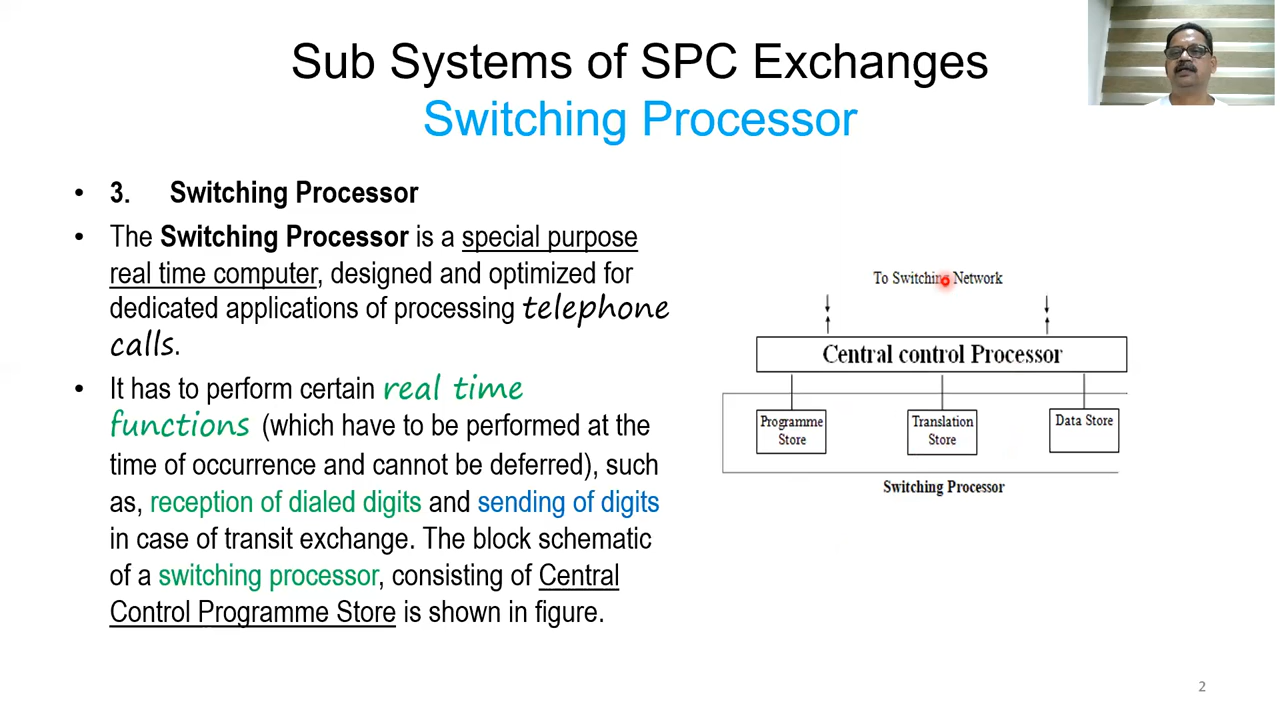 Sub Systems of SPC Exchanges
Switching Processor
• 3. Switching Processor
• The Switching Processor is a special purpose
real time computer, designed and optimized for
dedicated applications of processing telephone
calls.
• It has to perform certain real time
functions (which have to be performed at the
time of occurrence and cannot be deferred), such
as, reception of dialed digits and sending of digits
in case of transit exchange. The block schematic
of a switching processor, consisting of Central
Control Programme Store is shown in figure.
To Switching Network
Central control Processor
Programme
Store
Translation
Store
Data Store
Switching Processor
2